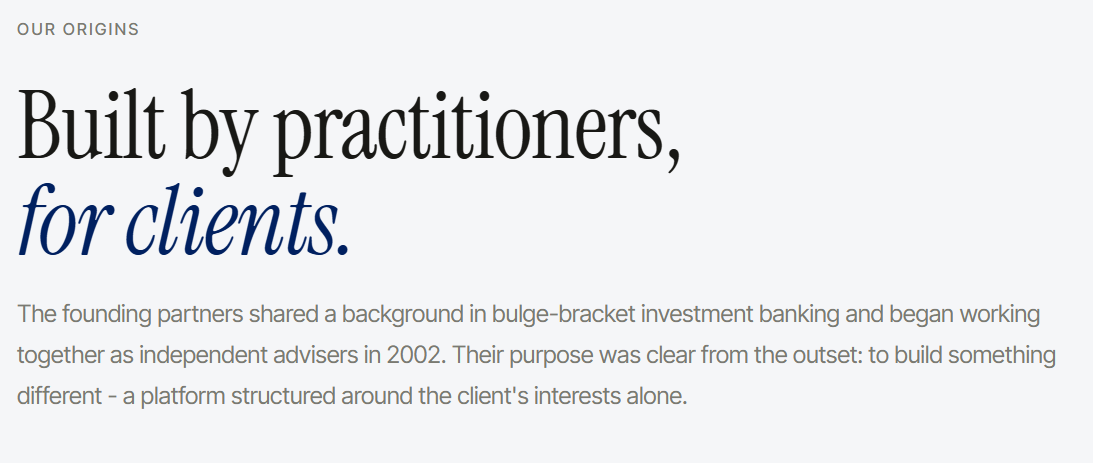 OUR ORIGINS
Built by practitioners,
for clients.
The founding partners shared a background in bulge-bracket investment banking and began working
together as independent advisers in 2002. Their purpose was clear from the outset: to build something
different - a platform structured around the client's interests alone.